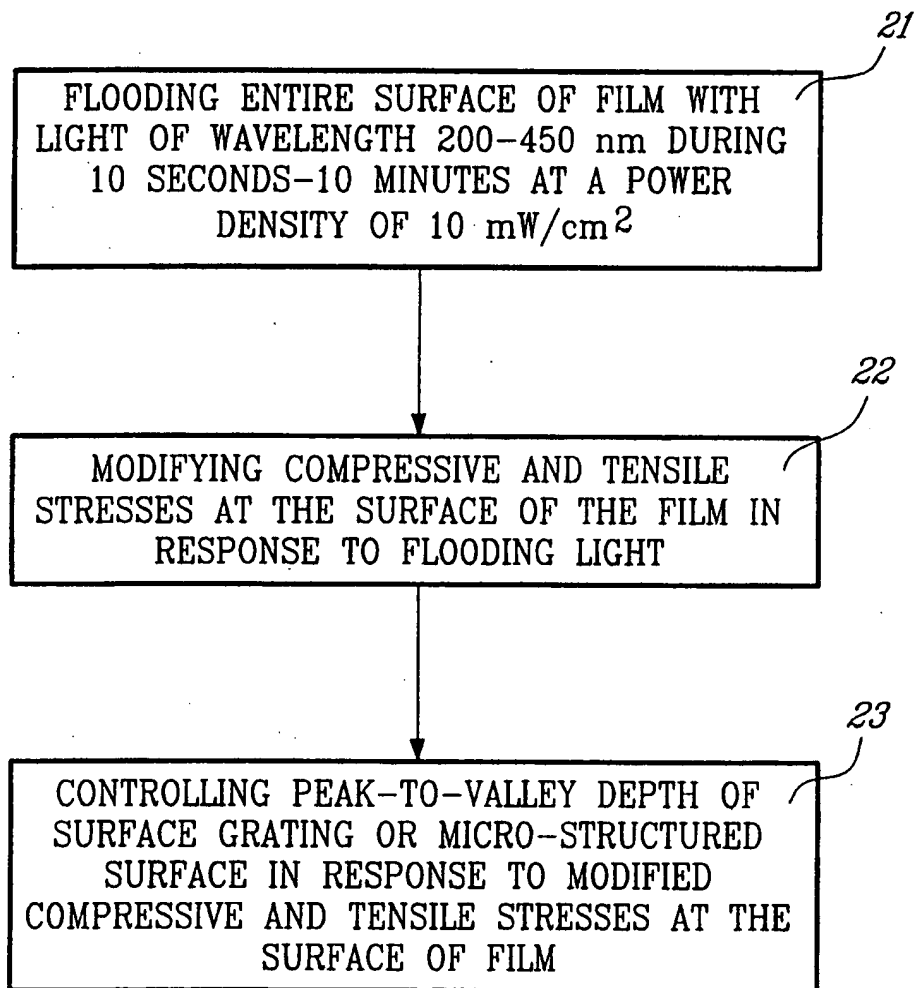 21
FLOODING ENTIRE SURFACE OF FILM WITH
LIGHT OF WAVELENGTH 200-450 nm DURING
10 SECONDS-10 MINUTES AT A POWER
DENSITY OF 10 mW/cm²
22
MODIFYING COMPRESSIVE AND TENSILE
STRESSES AT THE SURFACE OF THE FILM IN
RESPONSE TO FLOODING LIGHT
23
CONTROLLING PEAK-TO-VALLEY DEPTH OF
SURFACE GRATING OR MICRO-STRUCTURED
SURFACE IN RESPONSE TO MODIFIED
COMPRESSIVE AND TENSILE STRESSES AT THE
SURFACE OF FILM